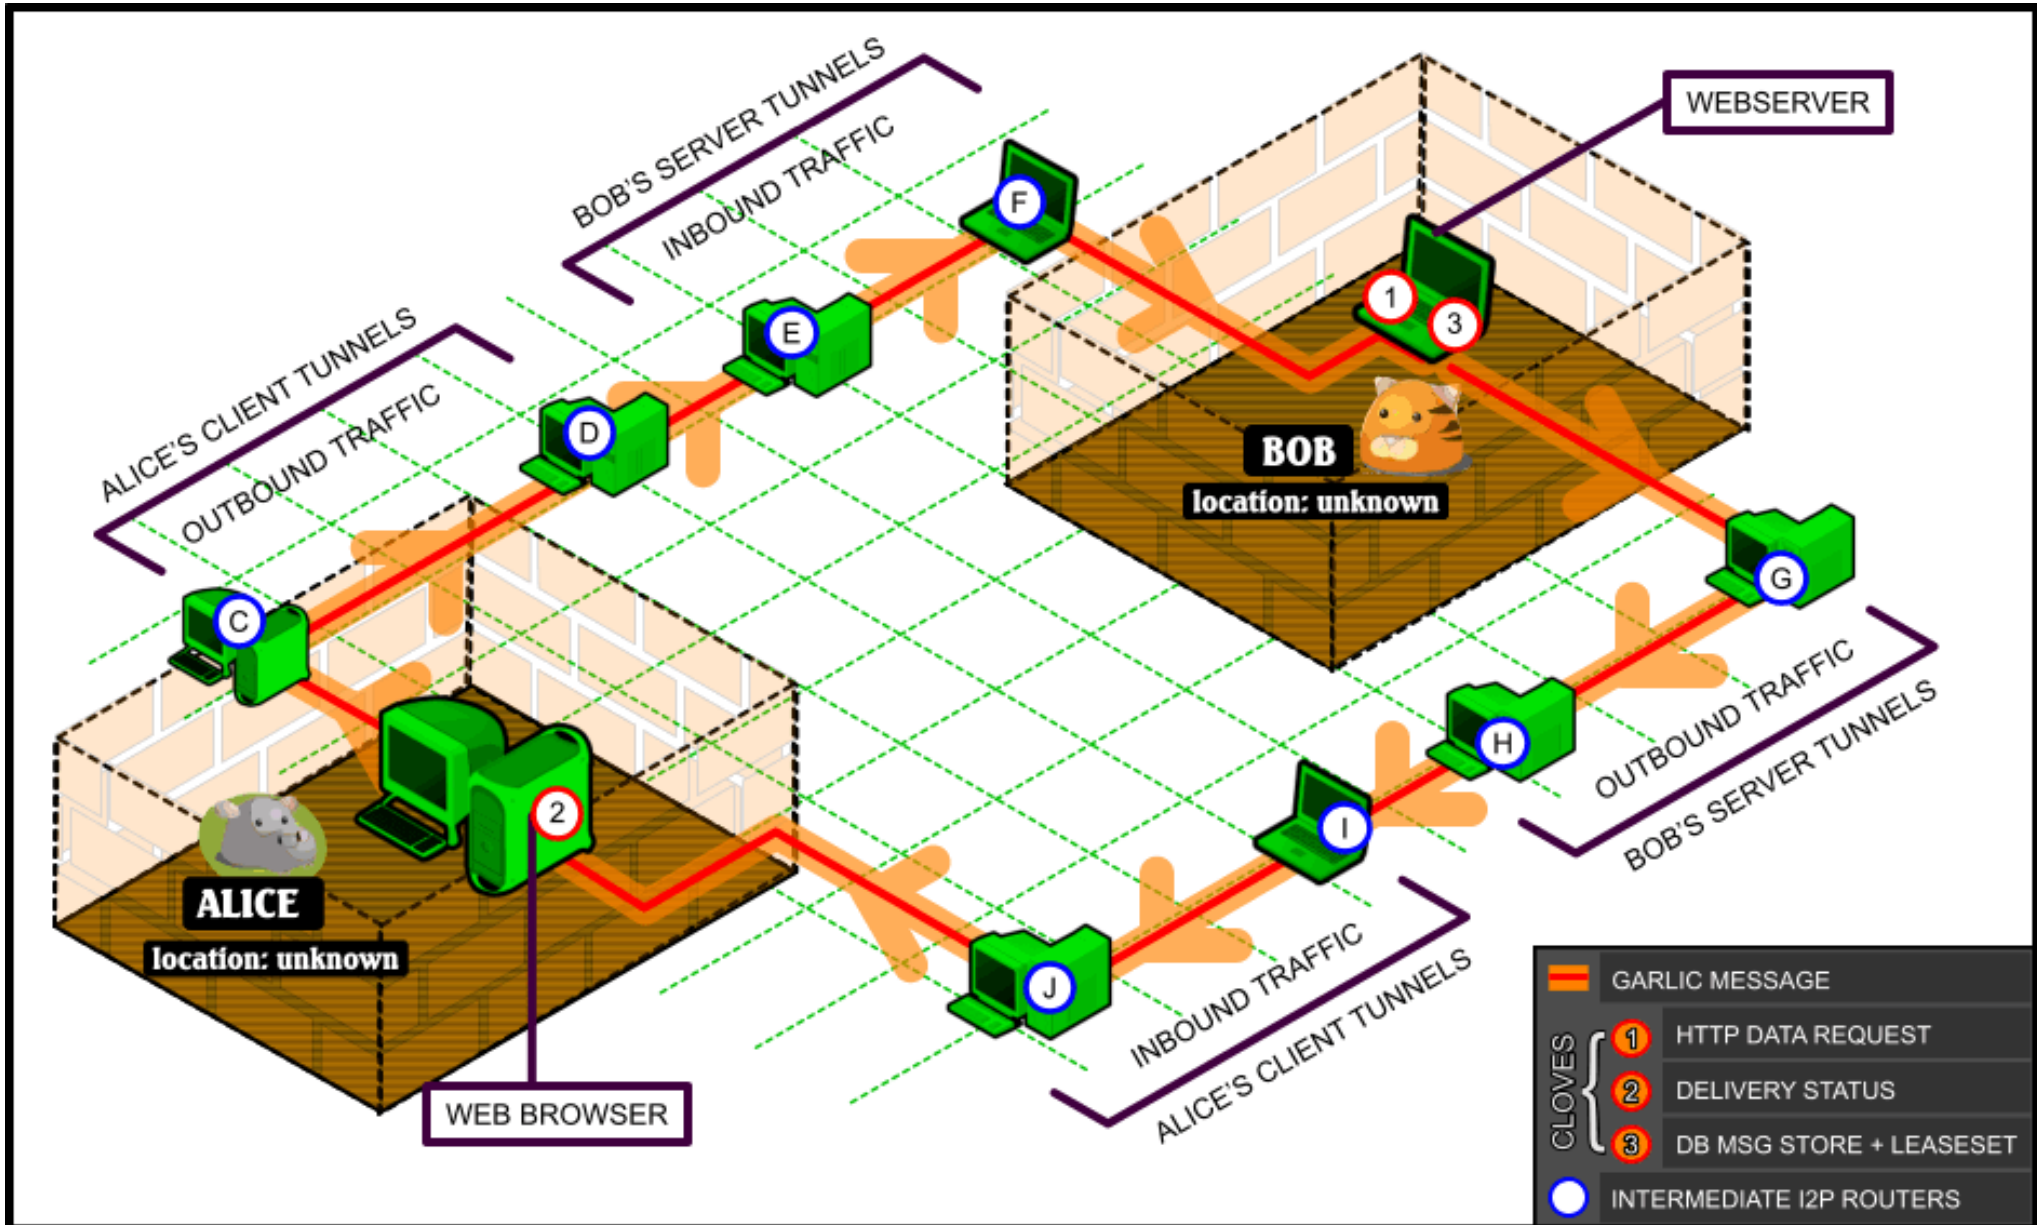 BOB'S SERVER TUNNELS
INBOUND TRAFFIC
WEBSERVER
F
1
3
E
ALICE'S CLIENT TUNNELS
OUTBOUND TRAFFIC
D
BOB
location: unknown
G
C
OUTBOUND TRAFFIC
BOB'S SERVER TUNNELS
H
I
2
ALICE
location: unknown
J
INBOUND TRAFFIC
ALICE'S CLIENT TUNNELS
WEB BROWSER
GARLIC MESSAGE
CLOVES
1 HTTP DATA REQUEST
2 DELIVERY STATUS
3 DB MSG STORE + LEASESET
INTERMEDIATE I2P ROUTERS